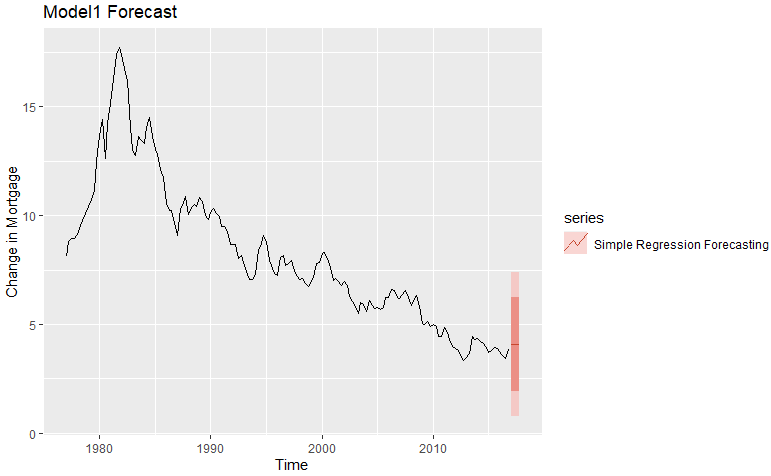 Model1 Forecast
Change in Mortgage
15
10
5
0
1980
1990
2000
2010
Time
series
Simple Regression Forecasting